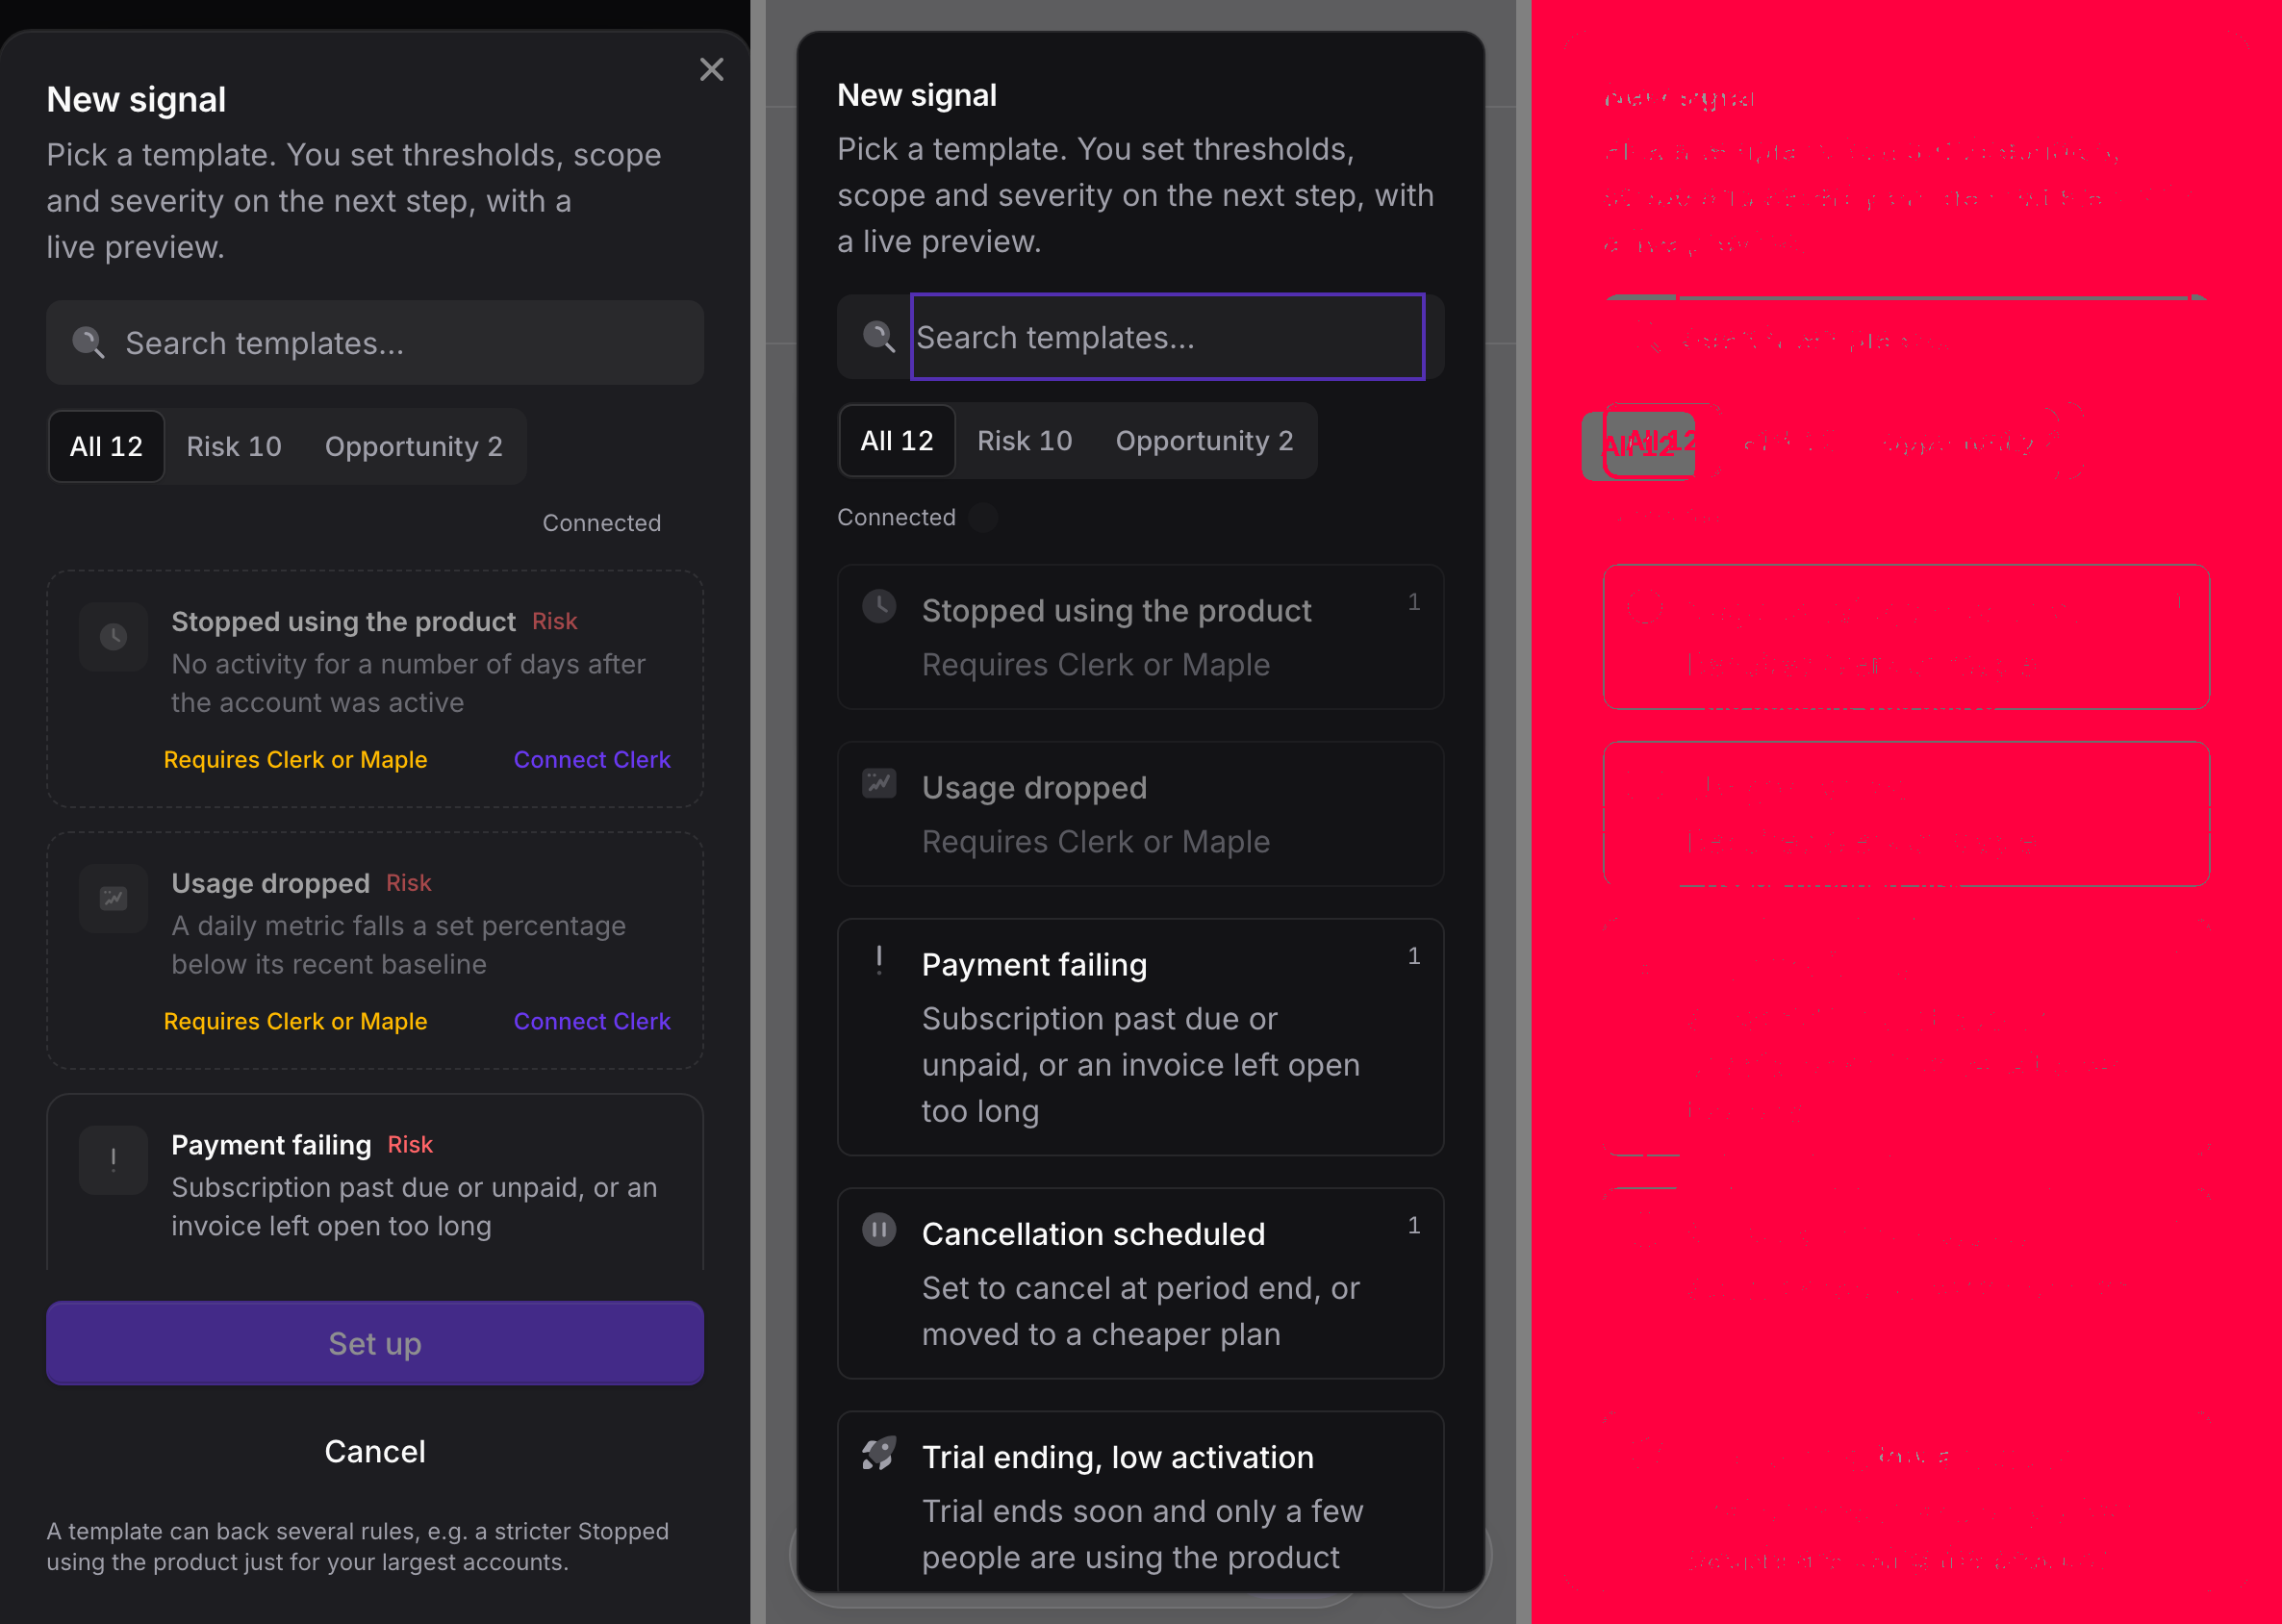 New signal
Pick a template. You set thresholds, scope
and severity on the next step, with a
live preview.
Search templates...
All 12
Risk 10
Opportunity 2
Connected
Stopped using the product Risk
No activity for a number of days after
the account was active
Requires Clerk or Maple
Connect Clerk
Usage dropped Risk
A daily metric falls a set percentage
below its recent baseline
Requires Clerk or Maple
Connect Clerk
Payment failing Risk
Subscription past due or unpaid, or an
invoice left open too long
Set up
Cancel
A template can back several rules, e.g. a stricter Stopped
using the product just for your largest accounts.
New signal
Pick a template. You set thresholds,
scope and severity on the next step, with
a live preview.
Search templates...
All 12
Risk 10
Opportunity 2
Connected
Stopped using the product
1
Requires Clerk or Maple
Usage dropped
Requires Clerk or Maple
Payment failing
1
Subscription past due or
unpaid, or an invoice left open
too long
Cancellation scheduled
1
Set to cancel at period end, or
moved to a cheaper plan
Trial ending, low activation
Trial ends soon and only a few
people are using the product
All 12
All 12